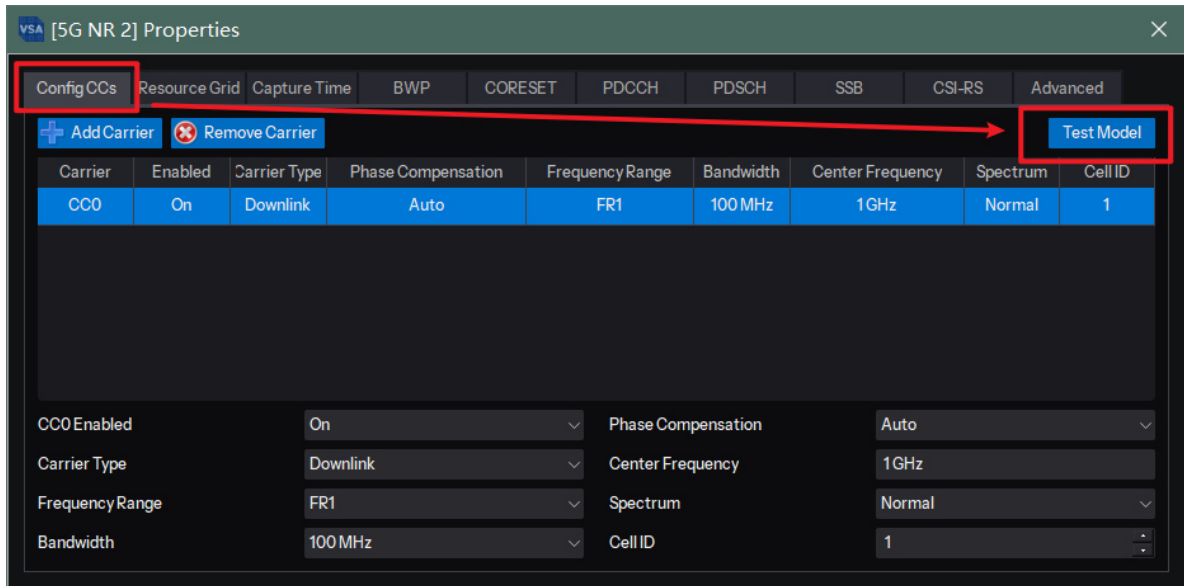 VSA [5G NR 2] Properties
Config CCs Resource Grid Capture Time BWP CORESET PDCCH PDSCH SSB CSI-RS Advanced
Add Carrier Remove Carrier Test Model
Carrier Enabled Carrier Type Phase Compensation Frequency Range Bandwidth Center Frequency Spectrum Cell ID
CC0 On Downlink Auto FR1 100 MHz 1 GHz Normal 1
CC0 Enabled On Phase Compensation Auto
Carrier Type Downlink Center Frequency 1 GHz
Frequency Range FR1 Spectrum Normal
Bandwidth 100 MHz Cell ID 1